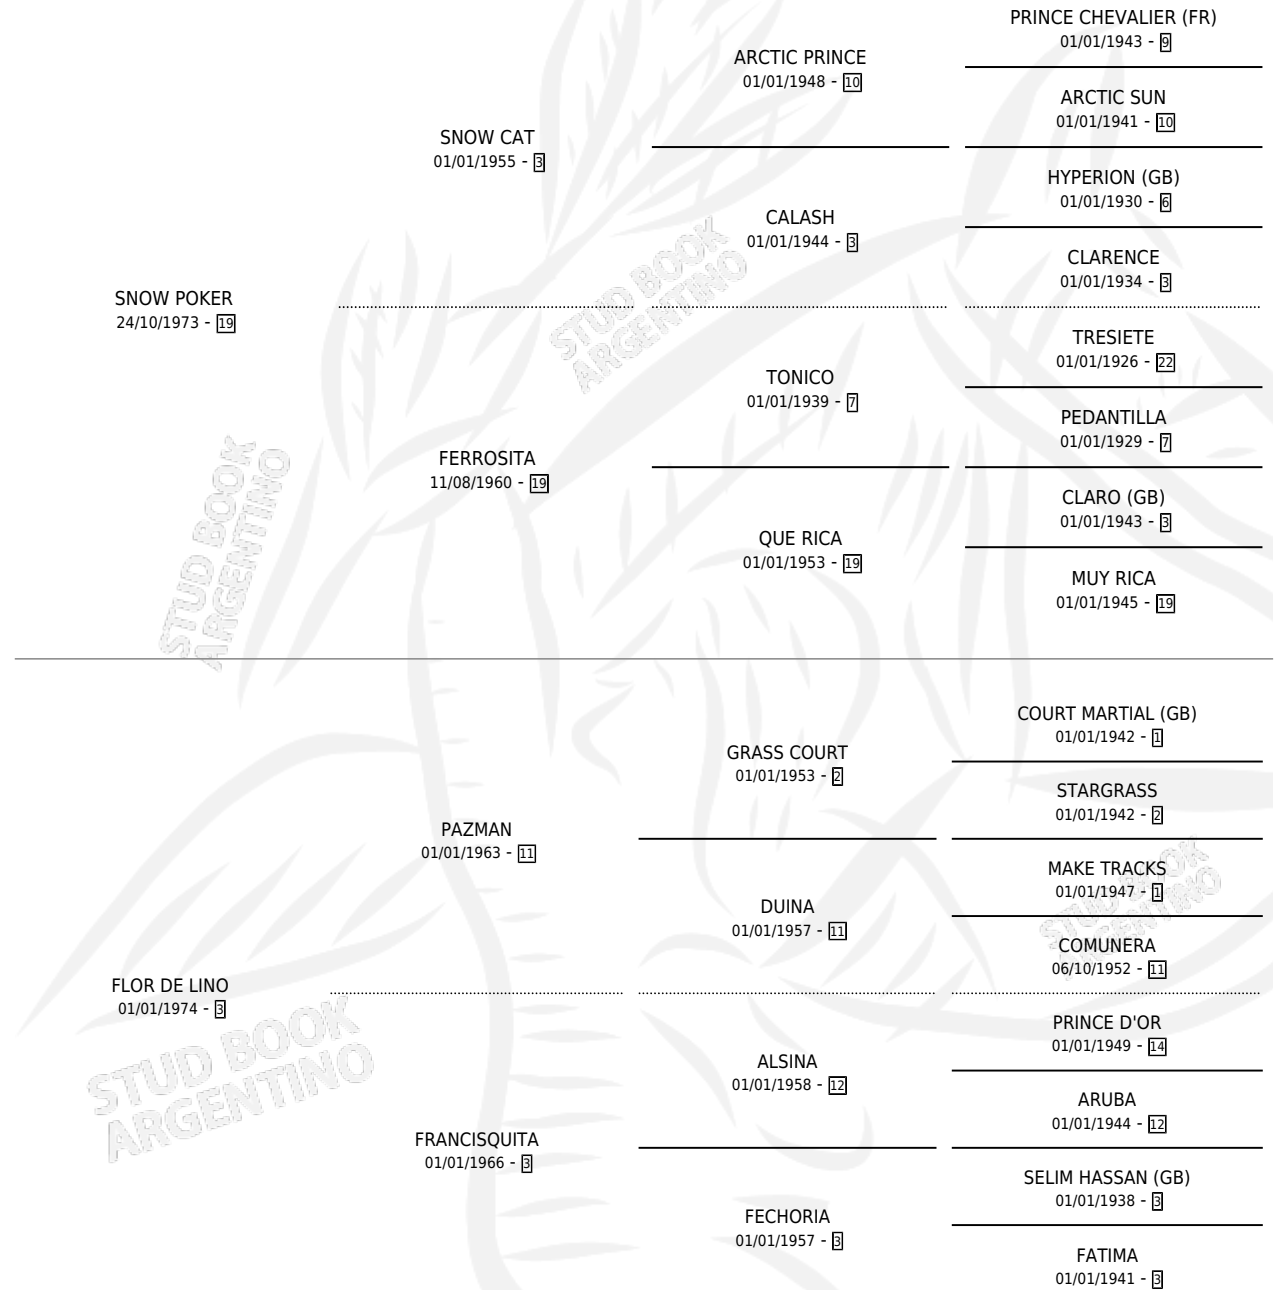 PRINCE CHEVALIER (FR)
01/01/1943 - 9
ARCTIC PRINCE
01/01/1948 - 10
ARCTIC SUN
01/01/1941 - 10
SNOW CAT
01/01/1955 - 3
HYPERION (GB)
01/01/1930 - 6
CALASH
01/01/1944 - 3
CLARENCE
01/01/1934 - 3
SNOW POKER
24/10/1973 - 19
STUD BOOK
ARGENTINO
TRESIETE
01/01/1926 - 22
TONICO
01/01/1939 - 7
PEDANTILLA
01/01/1929 - 7
FERROSITA
11/08/1960 - 19
CLARO (GB)
01/01/1943 - 3
QUE RICA
01/01/1953 - 19
MUY RICA
01/01/1945 - 19
STUD BOOK
ARGENTINO
COURT MARTIAL (GB)
01/01/1942 - 1
GRASS COURT
01/01/1953 - 2
STARGRASS
01/01/1942 - 2
PAZMAN
01/01/1963 - 11
MAKE TRACKS
01/01/1947 - 1
DUINA
01/01/1957 - 11
STUD BOOK
ARGENTINO
COMUNERA
06/10/1952 - 11
FLOR DE LINO
01/01/1974 - 3
PRINCE D'OR
01/01/1949 - 14
STUD BOOK
ARGENTINO
ALSINA
01/01/1958 - 12
ARUBA
01/01/1944 - 12
FRANCISQUITA
01/01/1966 - 3
SELIM HASSAN (GB)
01/01/1938 - 3
FECHORIA
01/01/1957 - 3
FATIMA
01/01/1941 - 3